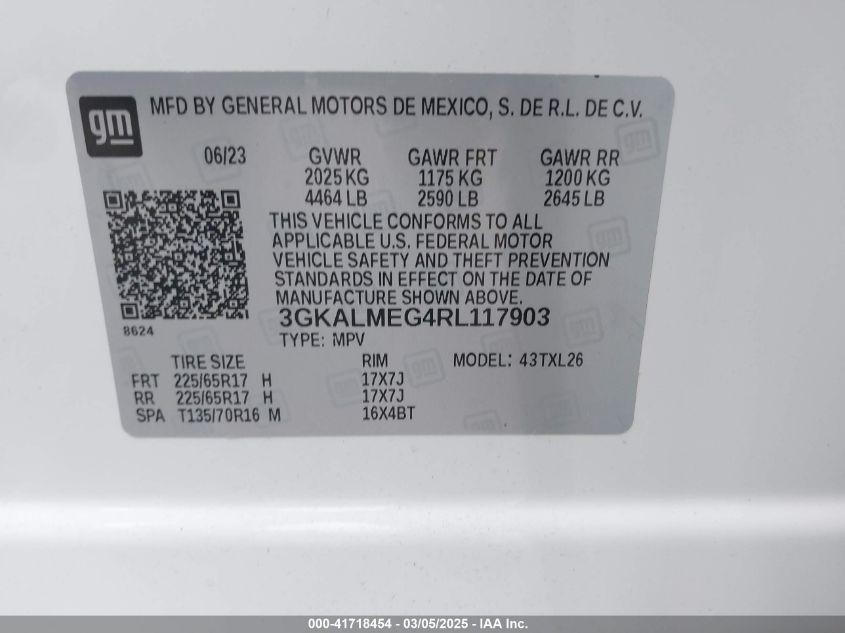 gm
MFD BY GENERAL MOTORS DE MEXICO, S. DE R.L. DE C.V.
06/23 GVWR GAWR FRT GAWR RR
2025 KG 1175 KG 1200 KG
4464 LB 2590 LB 2645 LB
THIS VEHICLE CONFORMS TO ALL
APPLICABLE U.S. FEDERAL MOTOR
VEHICLE SAFETY AND THEFT PREVENTION
STANDARDS IN EFFECT ON THE DATE OF
MANUFACTURE SHOWN ABOVE.
3GKALMEG4RL117903
8624
TYPE: MPV
TIRE SIZE RIM MODEL: 43TXL26
FRT 225/65R17 H 17X7J
RR 225/65R17 H 17X7J
SPA T135/70R16 M 16X4BT
000-41718454 - 03/05/2025 - IAA Inc.